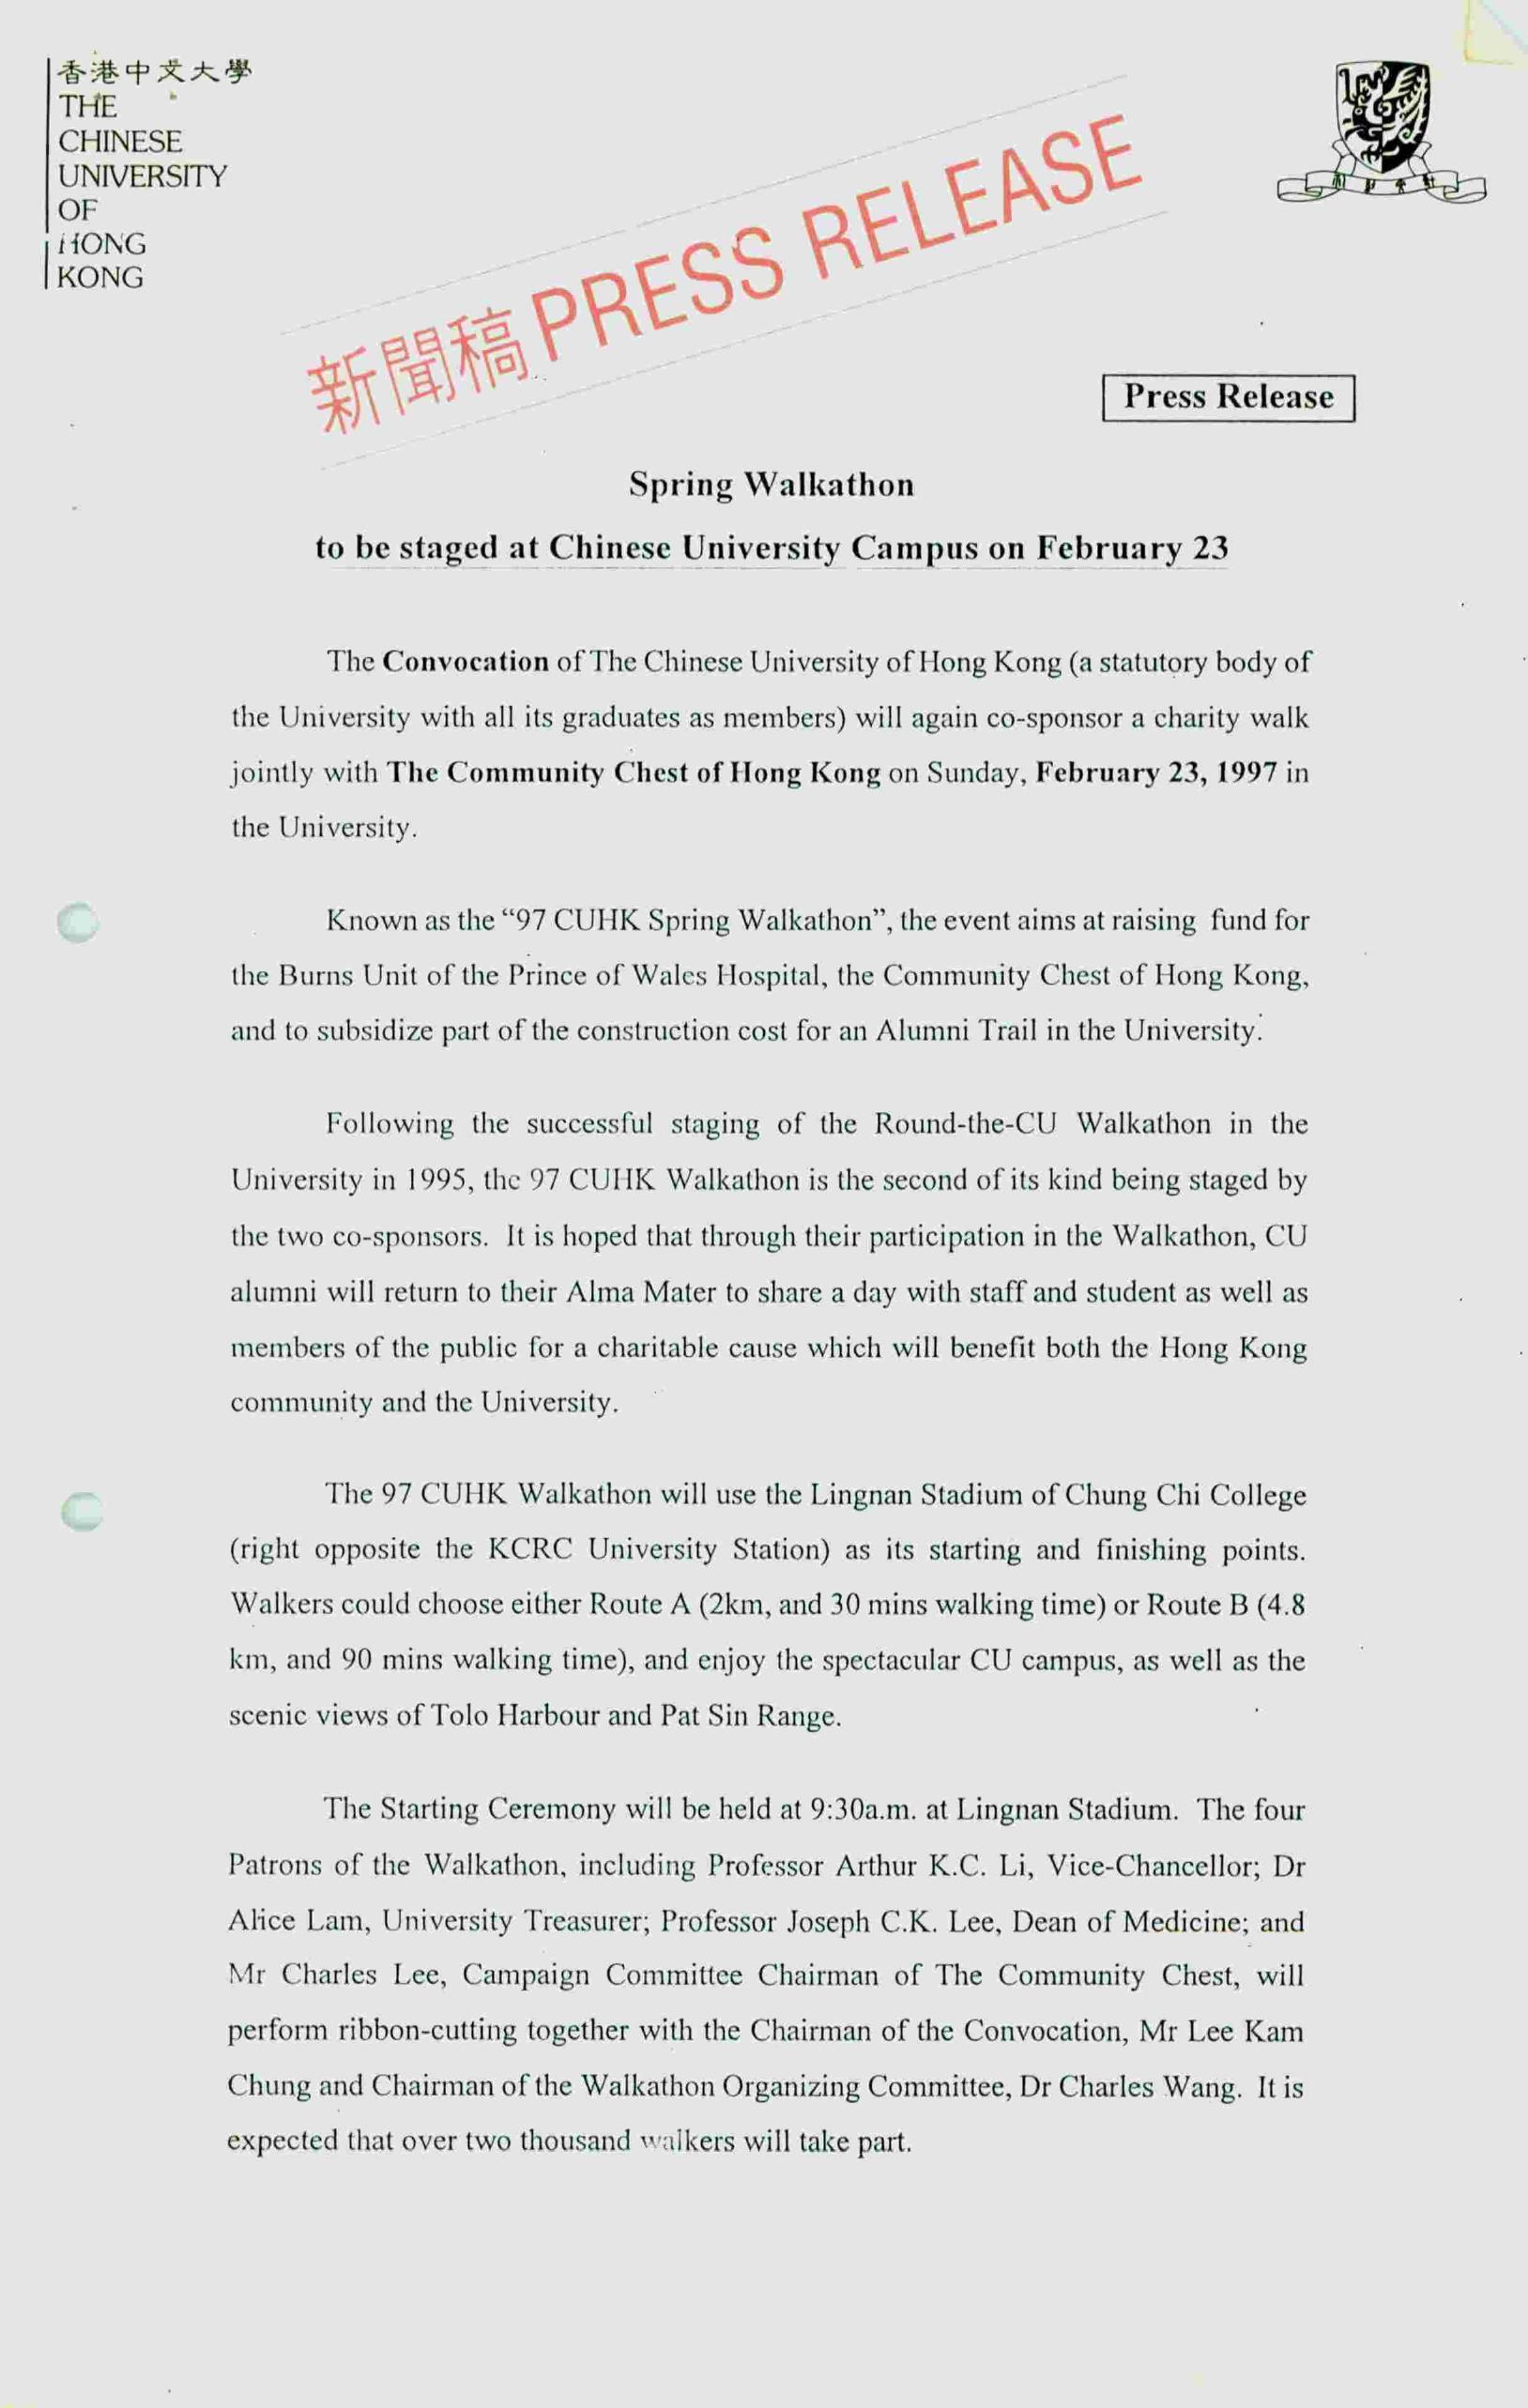 香港中文大學
THE
CHINESE
UNIVERSITY
OF
HONG
KONG
新聞稿 PRESS RELEASE
Press Release
Spring Walkathon
to be staged at Chinese University Campus on February 23
The Convocation of The Chinese University of Hong Kong (a statutory body of
the University with all its graduates as members) will again co-sponsor a charity walk
jointly with The Community Chest of Hong Kong on Sunday, February 23, 1997 in
the University.
Known as the “97 CUHK Spring Walkathon”, the event aims at raising fund for
the Burns Unit of the Prince of Wales Hospital, the Community Chest of Hong Kong,
and to subsidize part of the construction cost for an Alumni Trail in the University.
Following the successful staging of the Round-the-CU Walkathon in the
University in 1995, the 97 CUHK Walkathon is the second of its kind being staged by
the two co-sponsors. It is hoped that through their participation in the Walkathon, CU
alumni will return to their Alma Mater to share a day with staff and student as well as
members of the public for a charitable cause which will benefit both the Hong Kong
community and the University.
The 97 CUHK Walkathon will use the Lingnan Stadium of Chung Chi College
(right opposite the KCRC University Station) as its starting and finishing points.
Walkers could choose either Route A (2km, and 30 mins walking time) or Route B (4.8
km, and 90 mins walking time), and enjoy the spectacular CU campus, as well as the
scenic views of Tolo Harbour and Pat Sin Range.
The Starting Ceremony will be held at 9:30a.m. at Lingnan Stadium. The four
Patrons of the Walkathon, including Professor Arthur K.C. Li, Vice-Chancellor; Dr
Alice Lam, University Treasurer; Professor Joseph C.K. Lee, Dean of Medicine; and
Mr Charles Lee, Campaign Committee Chairman of The Community Chest, will
perform ribbon-cutting together with the Chairman of the Convocation, Mr Lee Kam
Chung and Chairman of the Walkathon Organizing Committee, Dr Charles Wang. It is
expected that over two thousand walkers will take part.